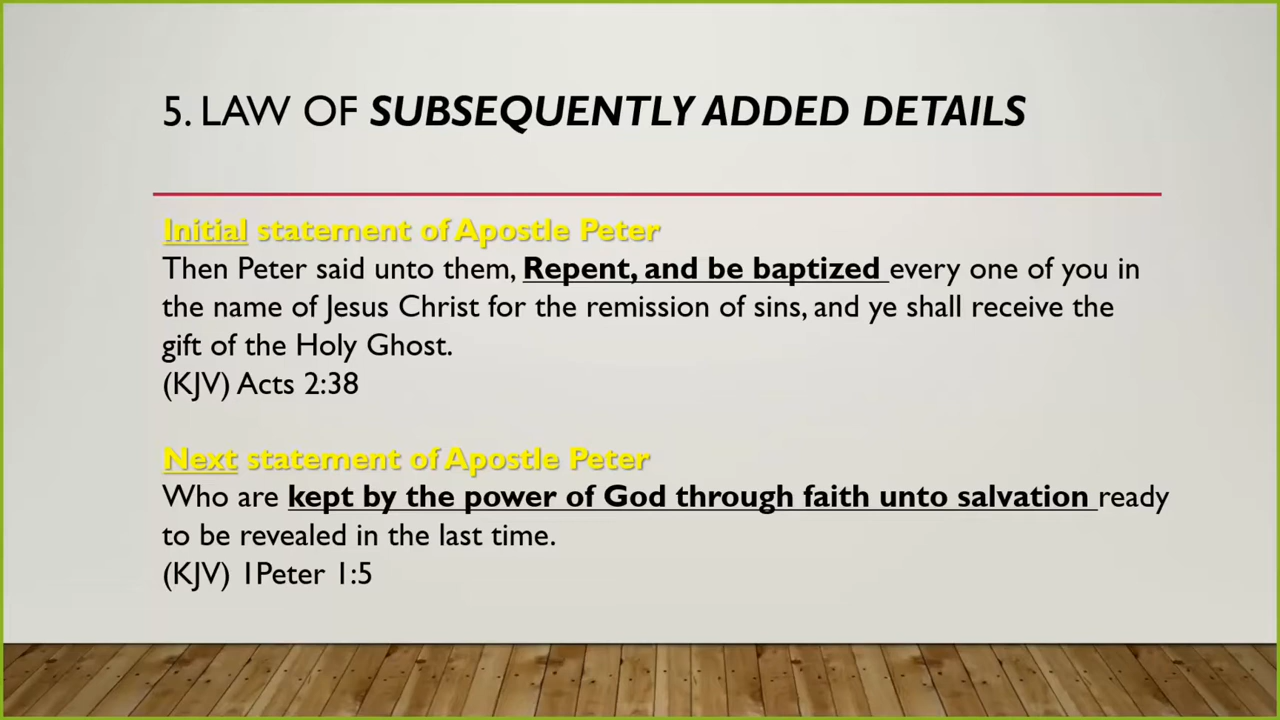 5. LAW OF SUBSEQUENTLY ADDED DETAILS
Initial statement of Apostle Peter
Then Peter said unto them, Repent, and be baptized every one of you in
the name of Jesus Christ for the remission of sins, and ye shall receive the
gift of the Holy Ghost.
(KJV) Acts 2:38
Next statement of Apostle Peter
Who are kept by the power of God through faith unto salvation ready
to be revealed in the last time.
(KJV) 1Peter 1:5